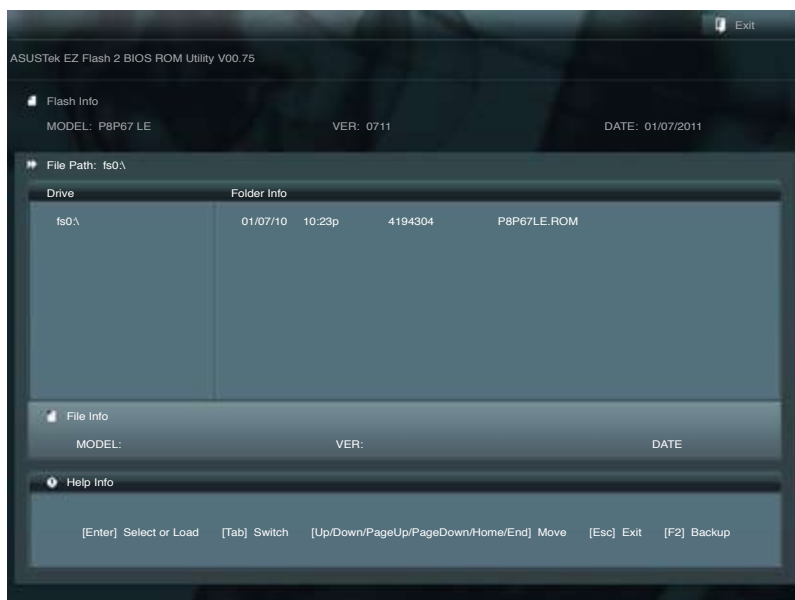 Exit
ASUSTek EZ Flash 2 BIOS ROM Utility V00.75
Flash Info
MODEL: P8P67 LE VER: 0711 DATE: 01/07/2011
File Path: fs0:\
Drive Folder Info
fs0:\ 01/07/10 10:23p 4194304 P8P67LE.ROM
File Info
MODEL: VER: DATE
Help Info
[Enter] Select or Load [Tab] Switch [Up/Down/PageUp/PageDown/Home/End] Move [Esc] Exit [F2] Backup